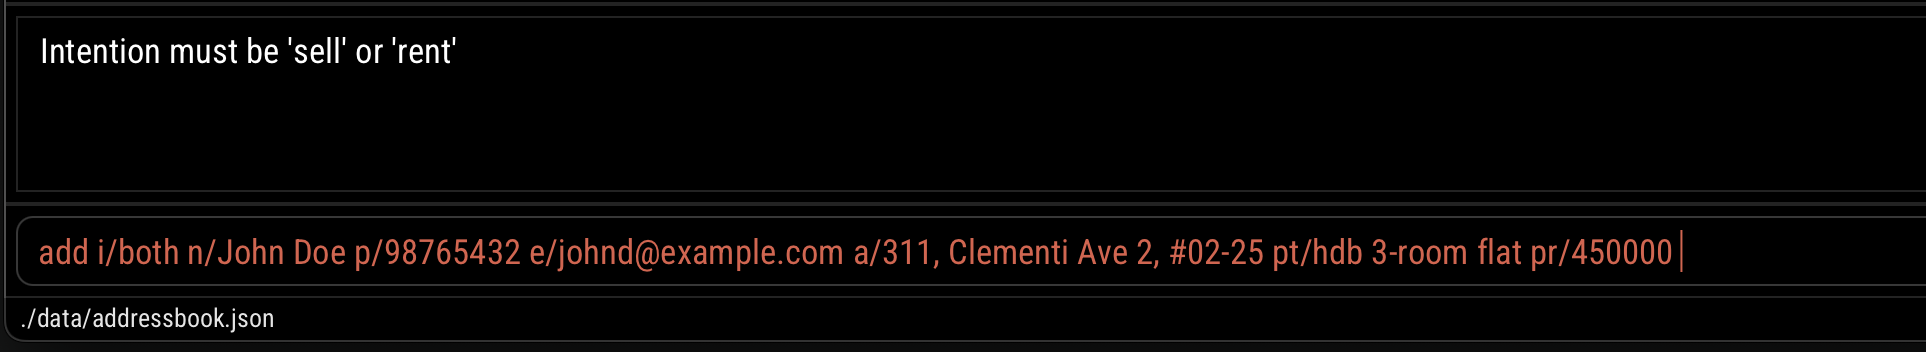 Intention must be 'sell' or 'rent'
add i/both n/John Doe p/98765432 e/johnd@example.com a/311, Clementi Ave 2, #02-25 pt/hdb 3-room flat pr/450000
./data/addressbook.json